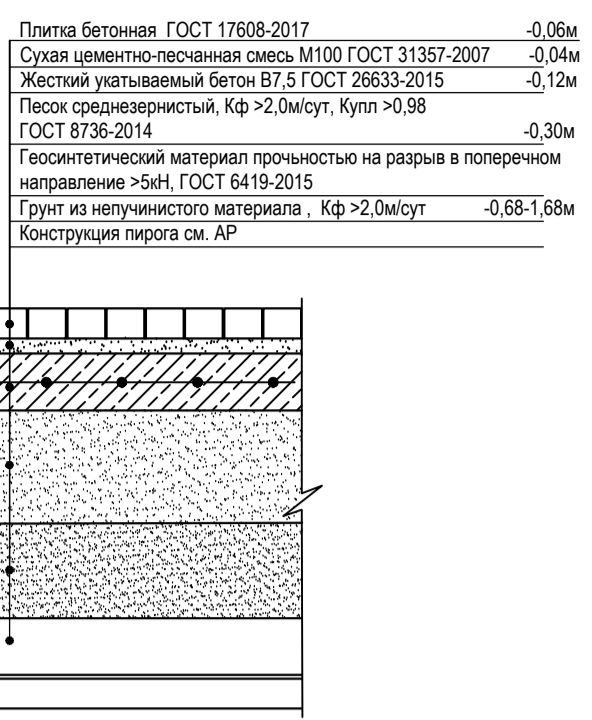 Плитка бетонная ГОСТ 17608-2017 -0,06м
Сухая цементно-песчанная смесь М100 ГОСТ 31357-2007 -0,04м
Жесткий укатываемый бетон В7,5 ГОСТ 26633-2015 -0,12м
Песок среднезернистый, Кф >2,0м/сут, Купл >0,98
ГОСТ 8736-2014 -0,30м
Геосинтетический материал прочьностью на разрыв в поперечном
направление >5кН, ГОСТ 6419-2015
Грунт из непучинистого материала , Кф >2,0м/сут -0,68-1,68м
Конструкция пирога см. АР